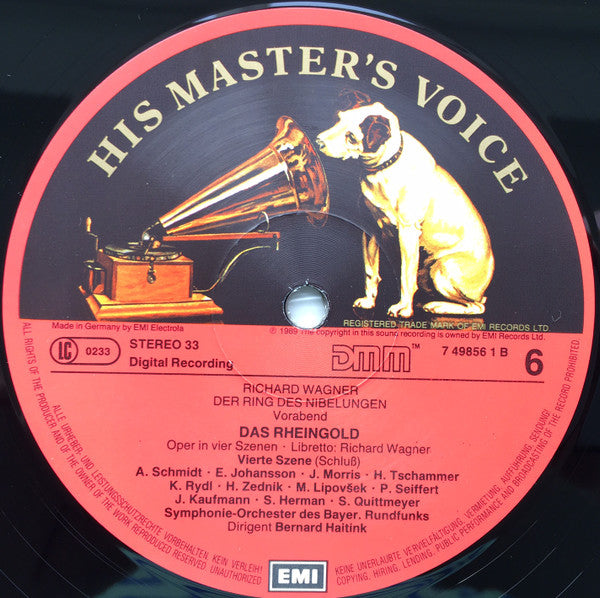 HIS MASTER'S VOICE
REGISTERED TRADE MARK OF EMI RECORDS LTD.
Made in Germany by EMI Electrola
℗ 1989 The copyright in this sound recording is owned by EMI Records Ltd.
LC 0233
STEREO 33
Digital Recording
DMM™
7 49856 1 B
6
RICHARD WAGNER
DER RING DES NIBELUNGEN
Vorabend
DAS RHEINGOLD
Oper in vier Szenen - Libretto: Richard Wagner
Vierte Szene (Schluß)
A. Schmidt · E. Johansson · J. Morris · H. Tschammer
K. Rydl · H. Zednik · M. Lipovšek · P. Seiffert
J. Kaufmann · S. Herman · S. Quittmeyer
Symphonie-Orchester des Bayer. Rundfunks
Dirigent Bernard Haitink
EMI
ALLE URHEBER- UND LEISTUNGSSCHUTZRECHTE VORBEHALTEN. KEIN VERLEIH! KEINE UNERLAUBTE VERVIELFÄLTIGUNG, VERMIETUNG, AUFFÜHRUNG, SENDUNG!
ALL RIGHTS OF THE PRODUCER AND OF THE OWNER OF THE WORK REPRODUCED RESERVED. UNAUTHORIZED COPYING, HIRING, LENDING, PUBLIC PERFORMANCE AND BROADCASTING OF THE RECORD PROHIBITED.